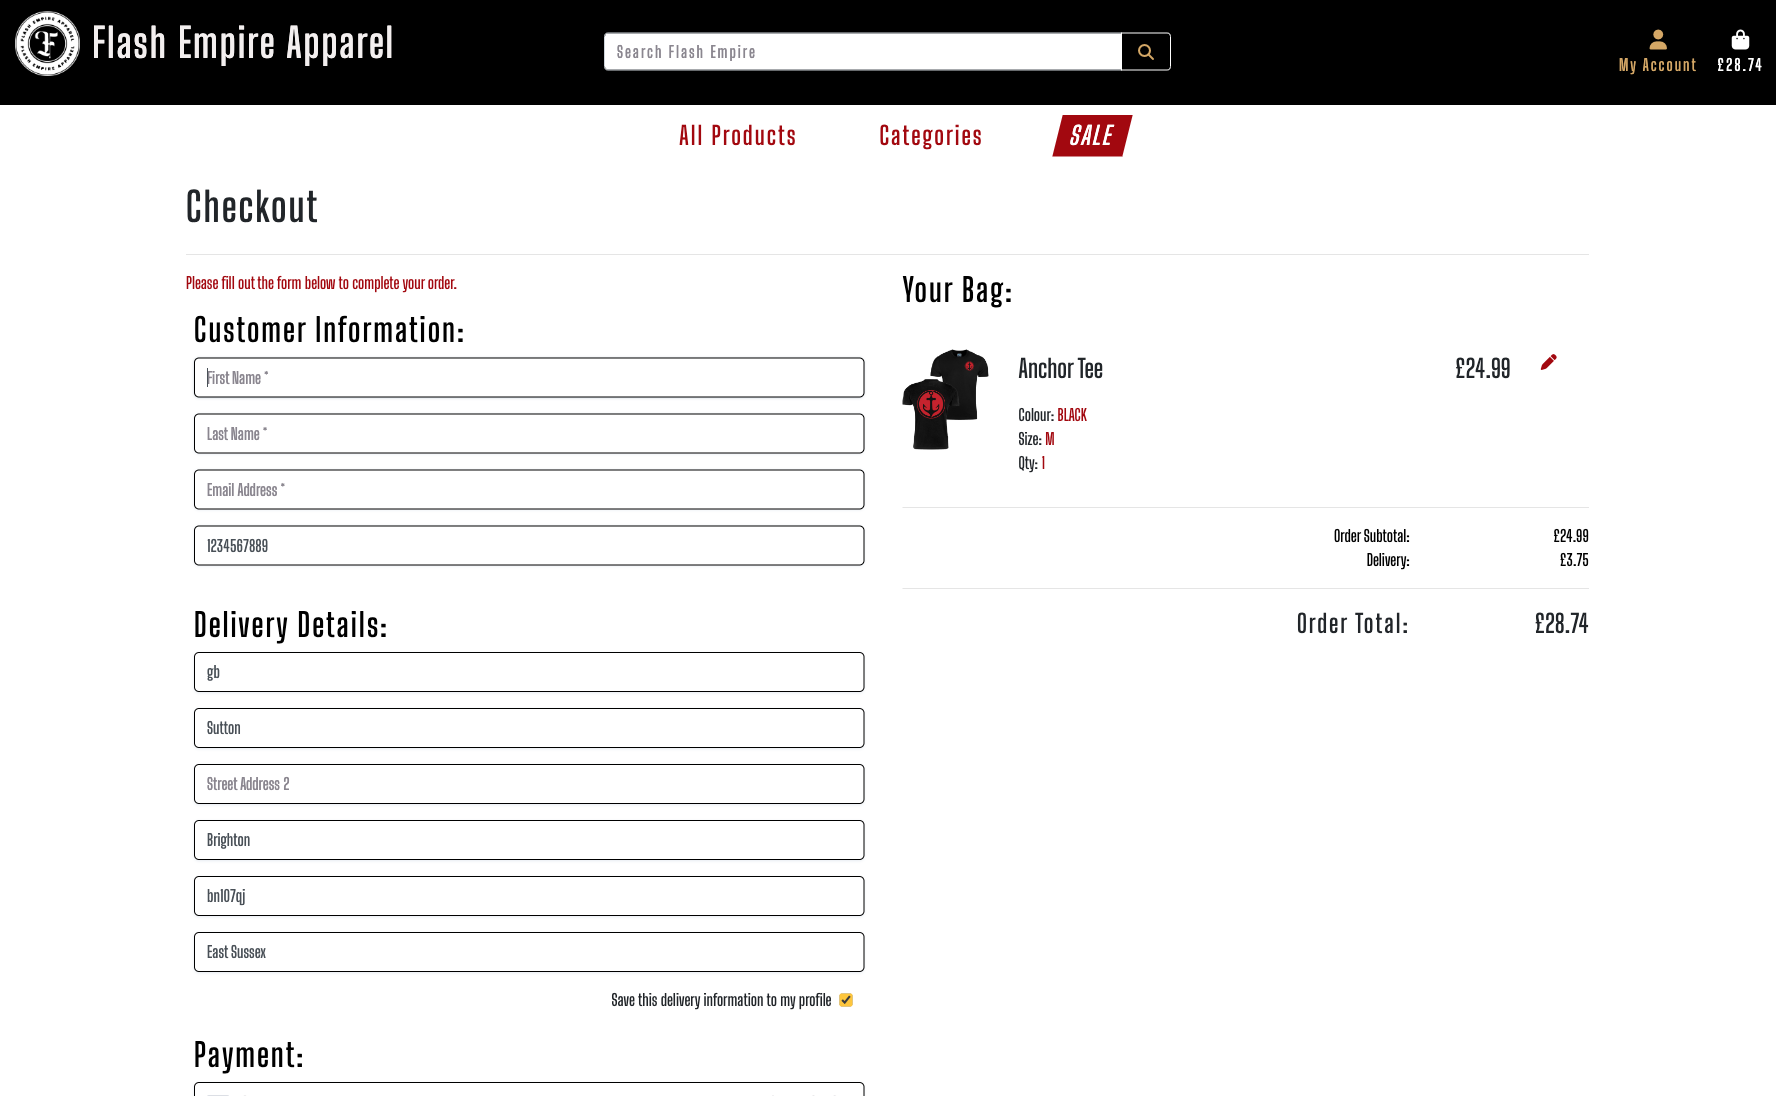 FLASH EMPIRE APPAREL
Flash Empire Apparel
Search Flash Empire
My Account
£28.74
All Products
Categories
SALE
Checkout
Please fill out the form below to complete your order.
Customer Information:
First Name *
Last Name *
Email Address *
1234567889
Delivery Details:
gb
Sutton
Street Address 2
Brighton
bn107qj
East Sussex
Save this delivery information to my profile
Payment:
Your Bag:
Anchor Tee
£24.99
Colour: BLACK
Size: M
Qty: 1
Order Subtotal: £24.99
Delivery: £3.75
Order Total: £28.74